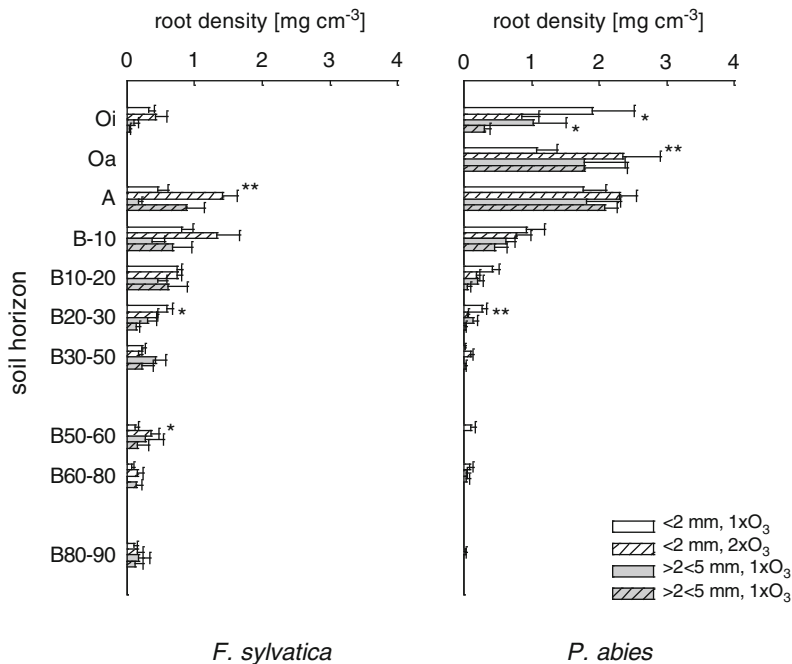 root density [mg cm-3] root density [mg cm-3]
0 1 2 3 4 0 1 2 3 4
Oi * *
Oa **
A **
B-10
B10-20
B20-30 * **
B30-50
B50-60 *
B60-80
B80-90
soil horizon
<2 mm, 1xO3
<2 mm, 2xO3
>2<5 mm, 1xO3
>2<5 mm, 1xO3
F. sylvatica P. abies